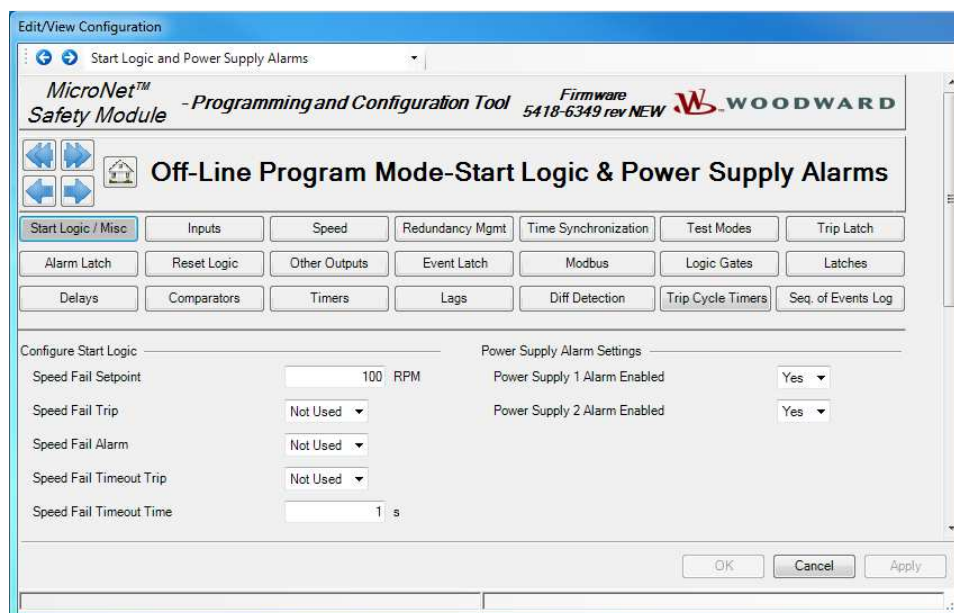 Edit/View Configuration
Start Logic and Power Supply Alarms
MicroNet™ Safety Module - Programming and Configuration Tool Firmware 5418-6349 rev NEW WOODWARD
Off-Line Program Mode-Start Logic & Power Supply Alarms
Start Logic / Misc Inputs Speed Redundancy Mgmt Time Synchronization Test Modes Trip Latch
Alarm Latch Reset Logic Other Outputs Event Latch Modbus Logic Gates Latches
Delays Comparators Timers Lags Diff Detection Trip Cycle Timers Seq. of Events Log
Configure Start Logic Power Supply Alarm Settings
Speed Fail Setpoint 100 RPM Power Supply 1 Alarm Enabled Yes
Speed Fail Trip Not Used Power Supply 2 Alarm Enabled Yes
Speed Fail Alarm Not Used
Speed Fail Timeout Trip Not Used
Speed Fail Timeout Time 1 s
OK Cancel Apply